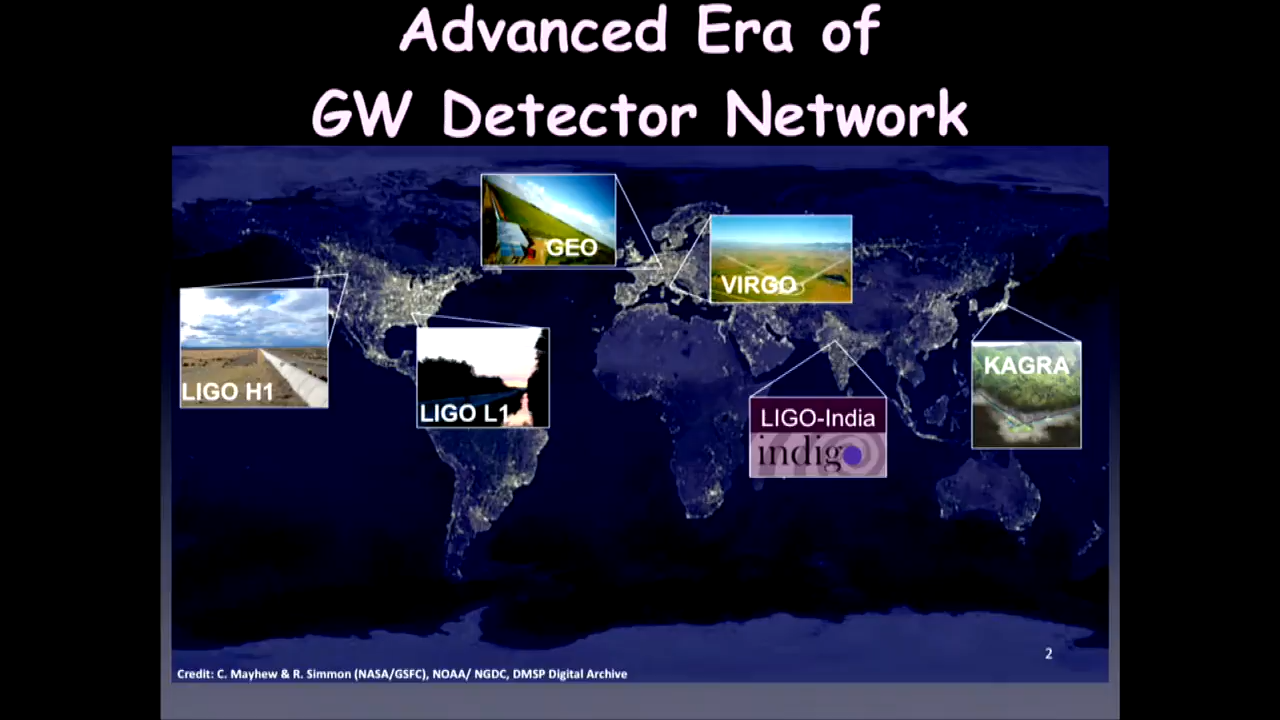 Advanced Era of
GW Detector Network
GEO
VIRGO
LIGO H1
LIGO L1
KAGRA
LIGO-India
indigo
2
Credit: C. Mayhew & R. Simmon (NASA/GSFC), NOAA/ NGDC, DMSP Digital Archive